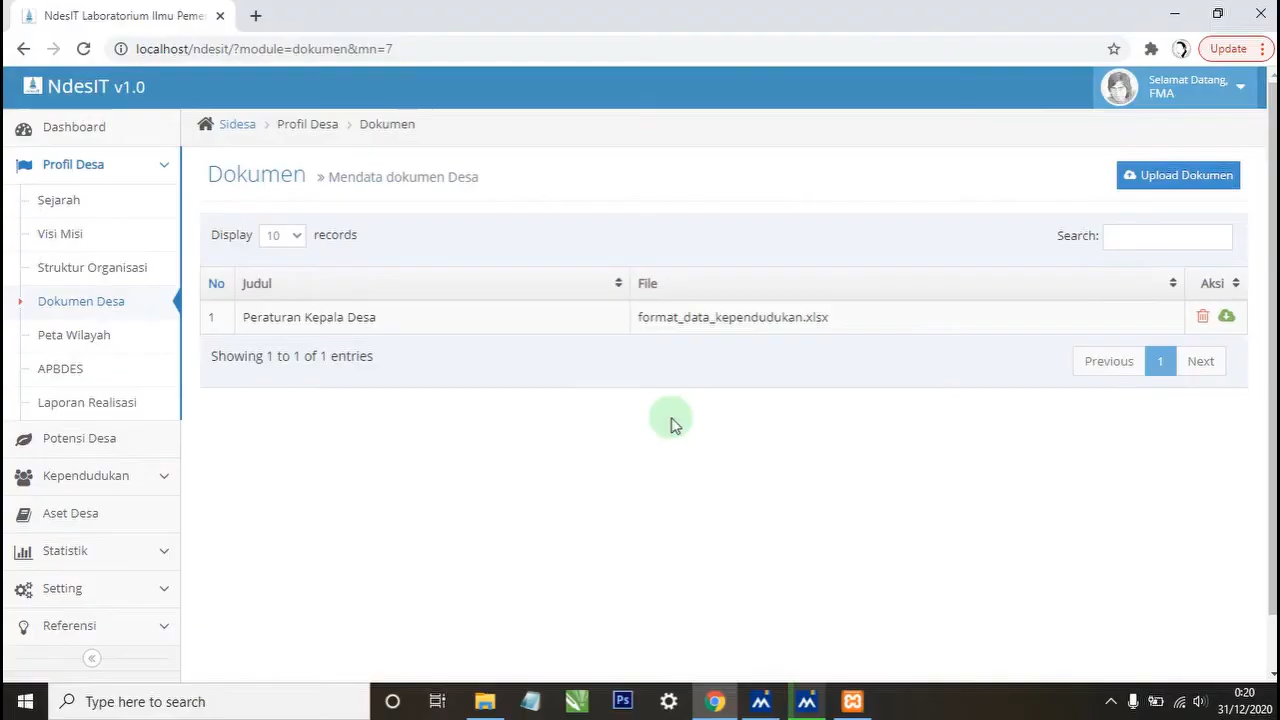 NdesIT Laboratorium Ilmu Peme
localhost/ndesit/?module=dokumen&mn=7
Update
NdesIT v1.0
Selamat Datang,
FMA
Dashboard
Profil Desa
Sejarah
Visi Misi
Struktur Organisasi
Dokumen Desa
Peta Wilayah
APBDES
Laporan Realisasi
Potensi Desa
Kependudukan
Aset Desa
Statistik
Setting
Referensi
Sidesa > Profil Desa > Dokumen
Dokumen » Mendata dokumen Desa
Upload Dokumen
Display 10 records
Search:
No Judul File Aksi
1 Peraturan Kepala Desa format_data_kependudukan.xlsx
Showing 1 to 1 of 1 entries
Previous 1 Next
Type here to search
Ps
0:20
31/12/2020